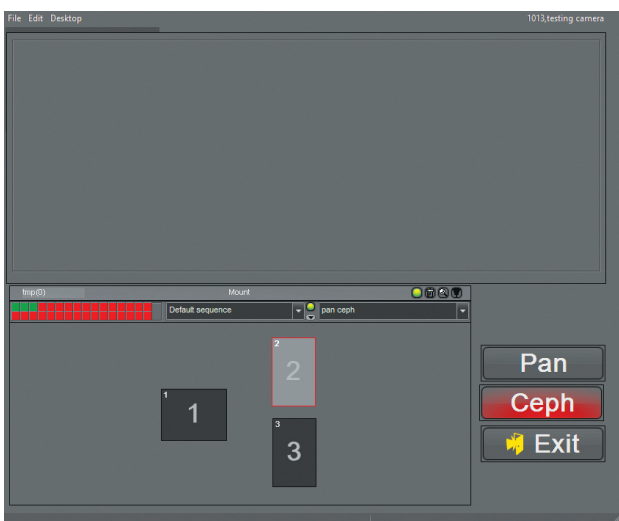 File Edit Desktop
1013,testing camera
tmp(0)
Mount
Default sequence
pan ceph
1
1
2
2
3
3
Pan
Ceph
Exit